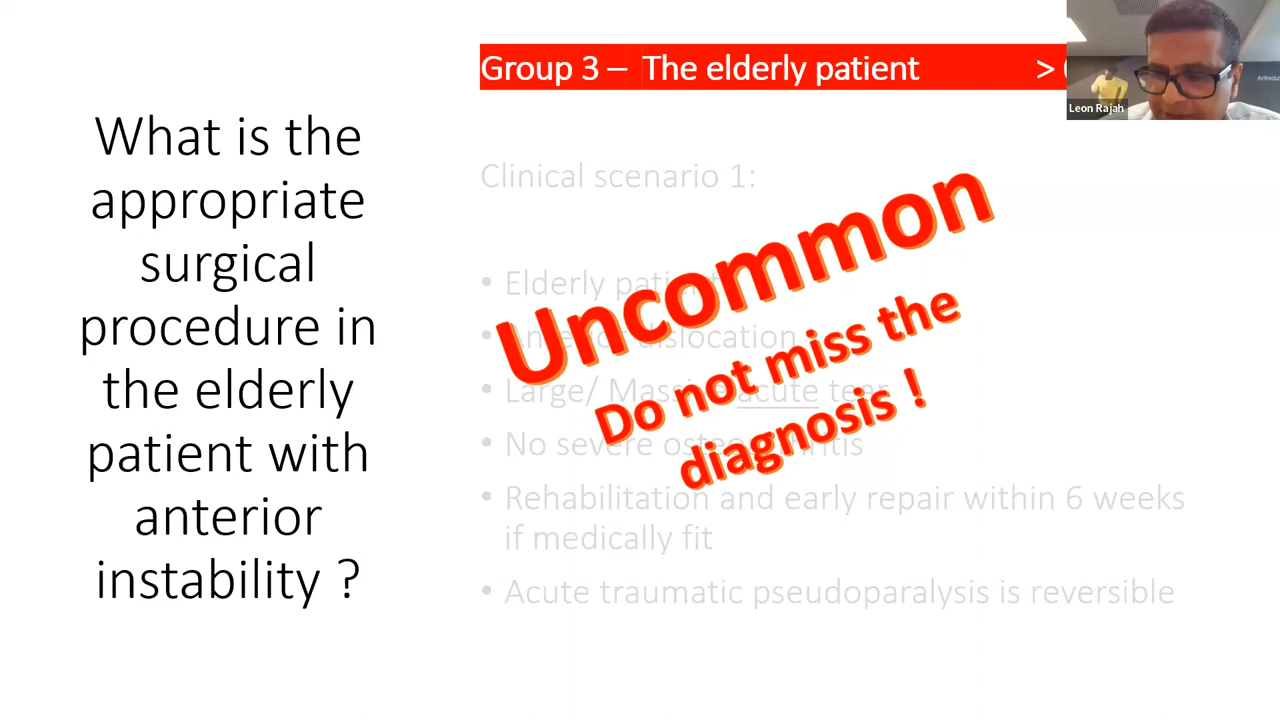 What is the
appropriate
surgical
procedure in
the elderly
patient with
anterior
instability ?
Group 3 – The elderly patient >
Leon Rajah
Clinical scenario 1:
Uncommon
Do not miss the
diagnosis !
• Elderly patient
• Anterior dislocation
• Large/ Massive acute tear
• No severe osteoarthritis
• Rehabilitation and early repair within 6 weeks
if medically fit
• Acute traumatic pseudoparalysis is reversible